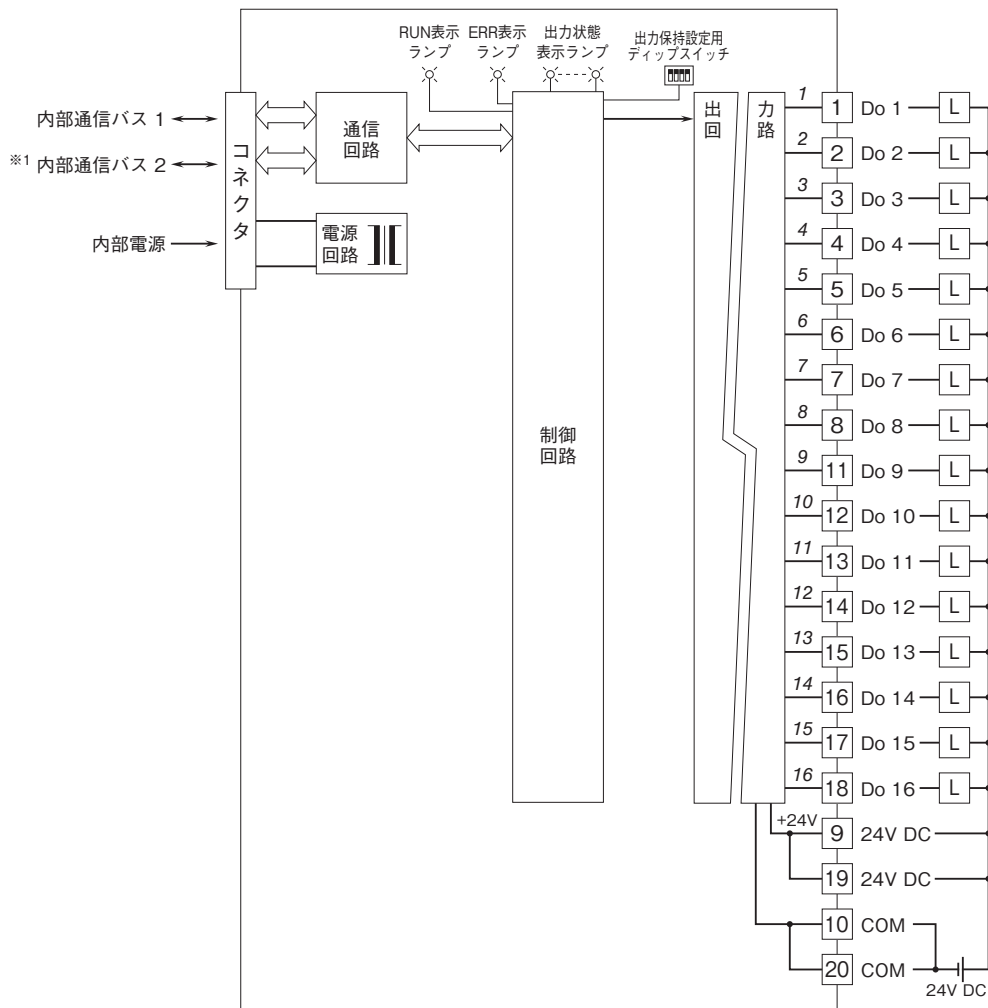 RUN表示
ランプ
ERR表示
ランプ
出力状態
表示ランプ
出力保持設定用
ディップスイッチ
内部通信バス 1
※1 内部通信バス 2
内部電源
コネクタ
通信
回路
電源
回路
制御
回路
出力
回路
1 1 Do 1 L
2 2 Do 2 L
3 3 Do 3 L
4 4 Do 4 L
5 5 Do 5 L
6 6 Do 6 L
7 7 Do 7 L
8 8 Do 8 L
9 11 Do 9 L
10 12 Do 10 L
11 13 Do 11 L
12 14 Do 12 L
13 15 Do 13 L
14 16 Do 14 L
15 17 Do 15 L
16 18 Do 16 L
+24V 9 24V DC
19 24V DC
10 COM
20 COM
24V DC